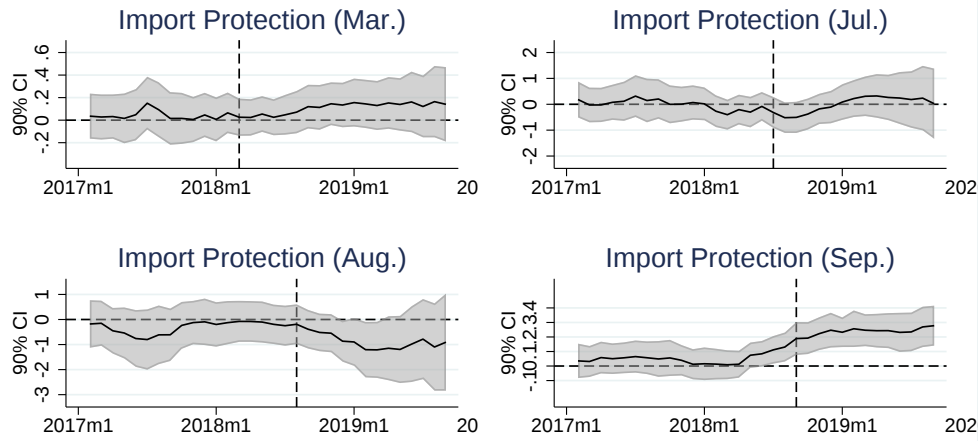 Import Protection (Mar.)
90% CI
-.2 0 .2 .4 .6
2017m1 2018m1 2019m1 20
Import Protection (Jul.)
90% CI
-2 -1 0 1 2
2017m1 2018m1 2019m1 202
Import Protection (Aug.)
90% CI
-3 -2 -1 0 1
2017m1 2018m1 2019m1
Import Protection (Sep.)
90% CI
-.1 0 .1 .2 .3 .4
2017m1 2018m1 2019m1 202